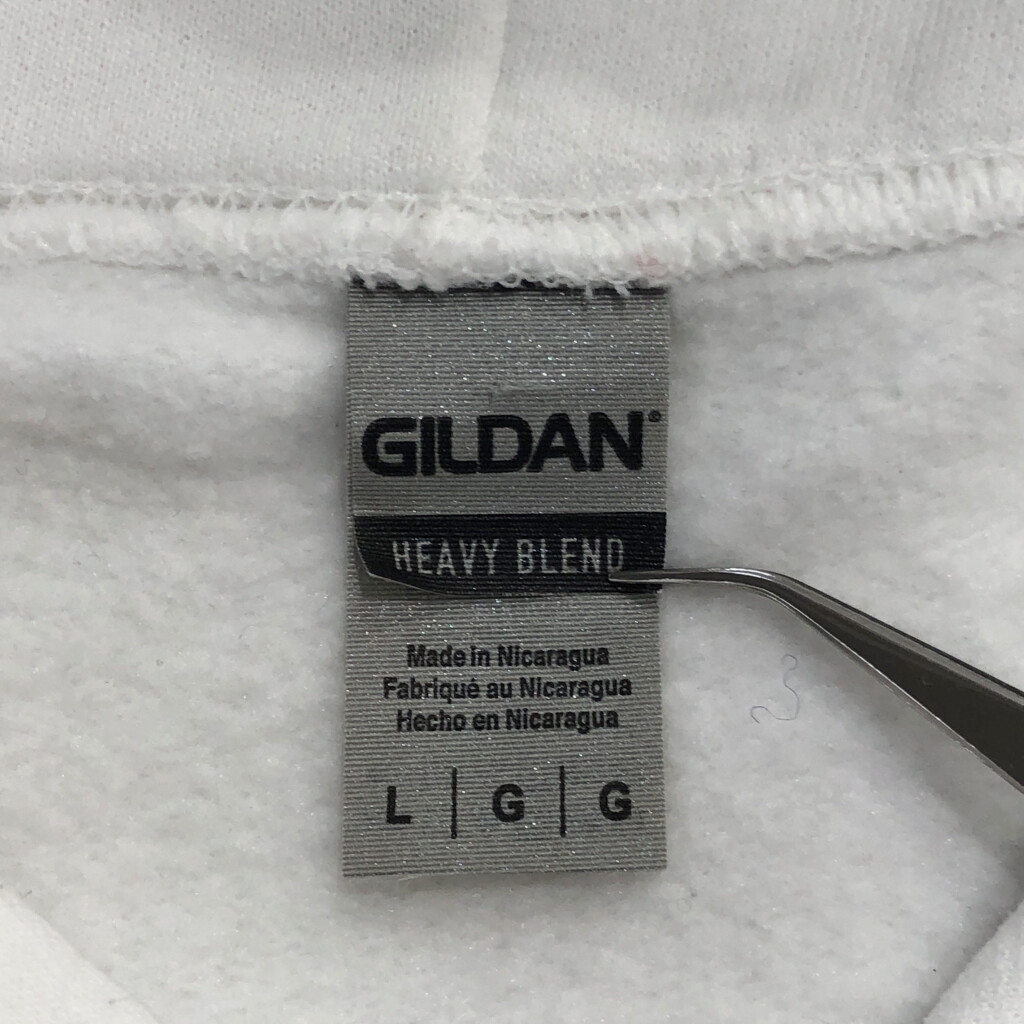 GILDAN®
HEAVY BLEND
Made in Nicaragua
Fabriqué au Nicaragua
Hecho en Nicaragua
L | G | G